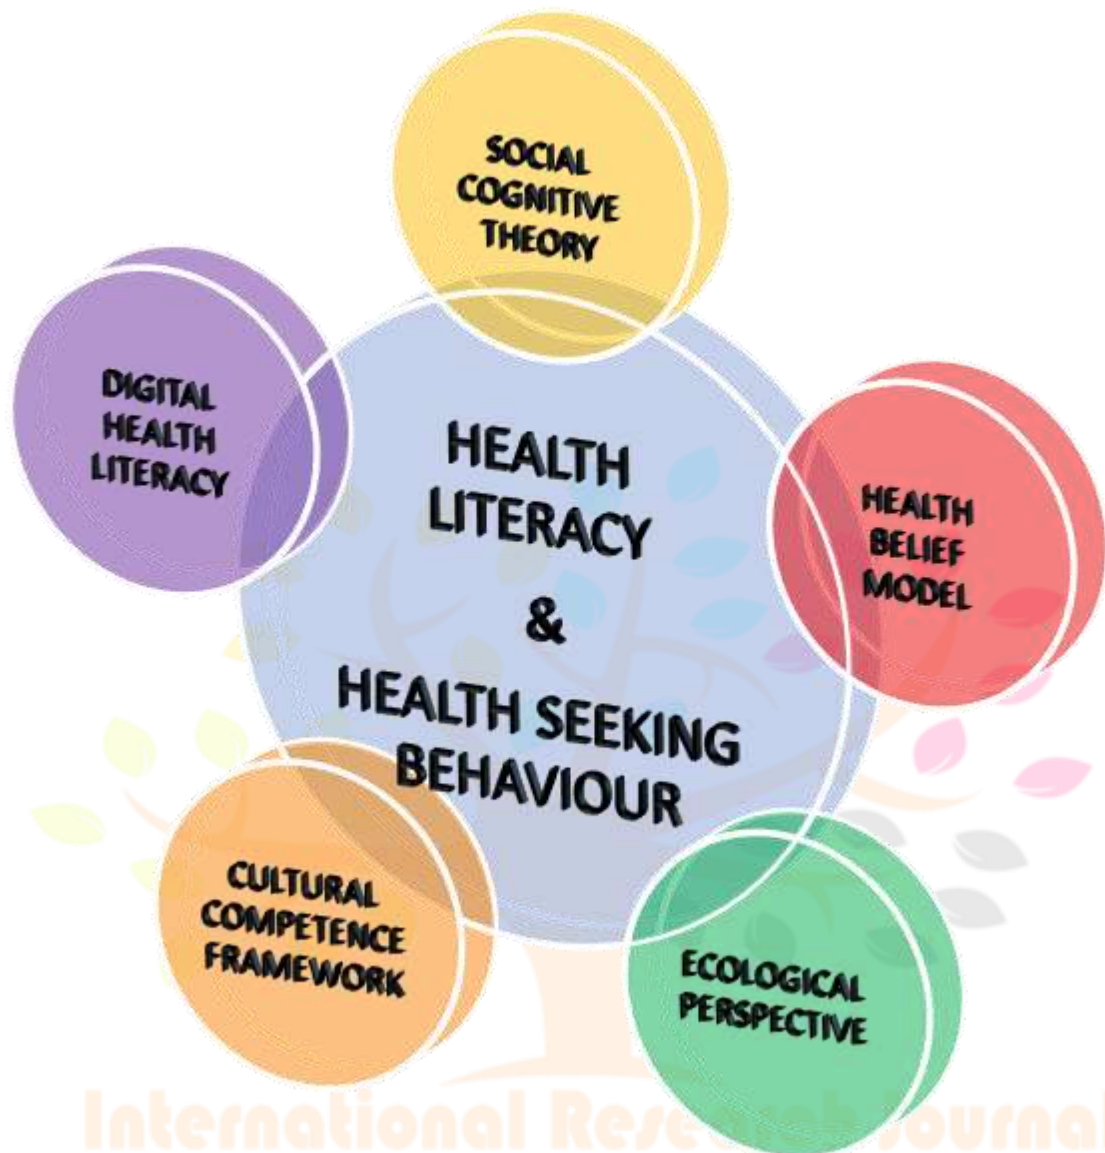 SOCIAL
COGNITIVE
THEORY
DIGITAL
HEALTH
LITERACY
HEALTH
LITERACY
&
HEALTH SEEKING
BEHAVIOUR
HEALTH
BELIEF
MODEL
CULTURAL
COMPETENCE
FRAMEWORK
ECOLOGICAL
PERSPECTIVE
International Research Journal